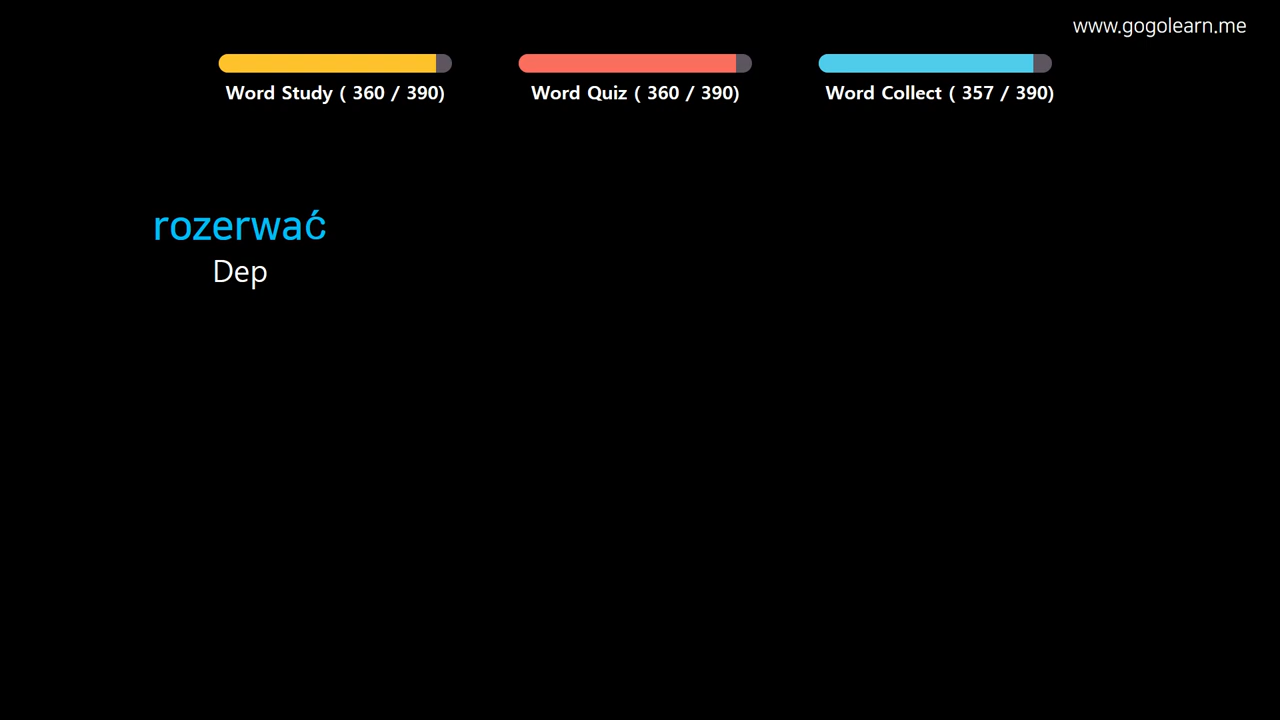 www.gogolearn.me
Word Study ( 360 / 390)
Word Quiz ( 360 / 390)
Word Collect ( 357 / 390)
rozerwać
Dep